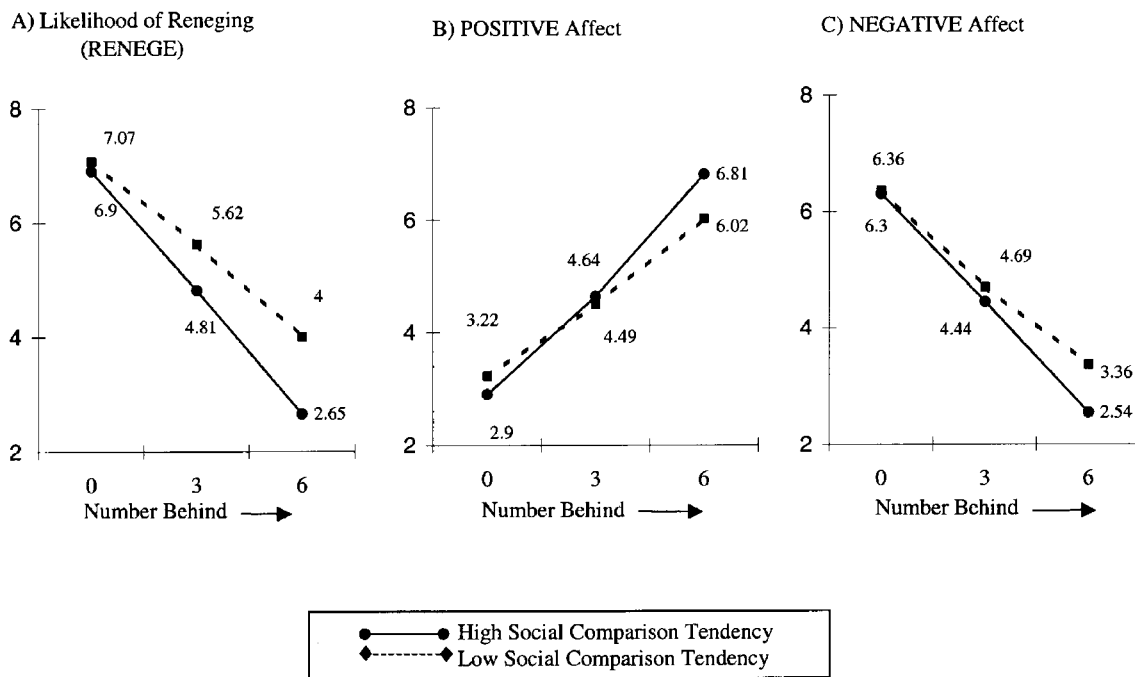 A) Likelihood of Reneging
(RENEGE)
8
6
4
2
7.07
6.9
5.62
4.81
4
2.65
0 3 6
Number Behind
B) POSITIVE Affect
8
6
4
2
3.22
2.9
4.64
4.49
6.81
6.02
0 3 6
Number Behind
C) NEGATIVE Affect
8
6
4
2
6.36
6.3
4.69
4.44
3.36
2.54
0 3 6
Number Behind
High Social Comparison Tendency
Low Social Comparison Tendency